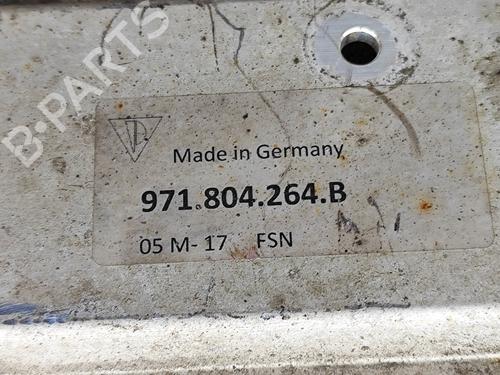 B-PARTS
Made in Germany
971.804.264.B
05 M- 17 FSN